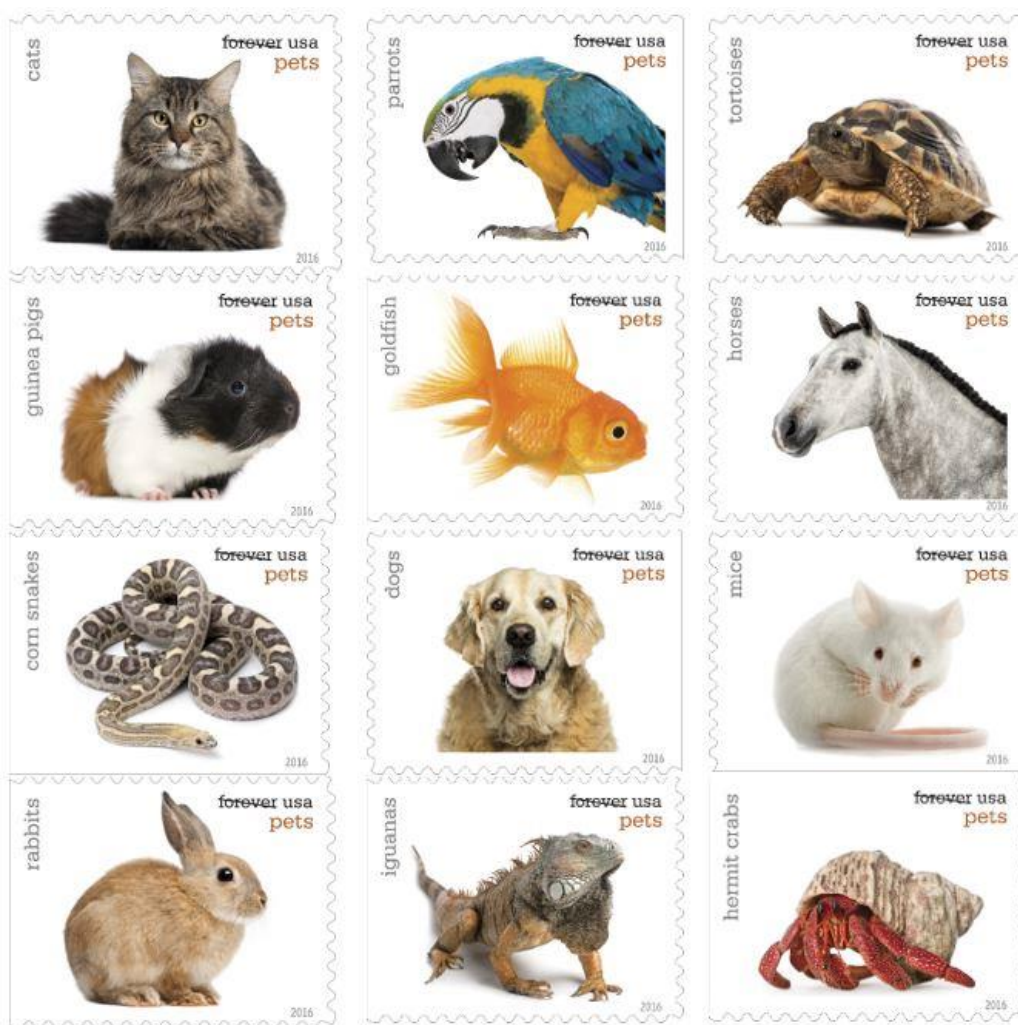 cats
forever usa
pets
2016
parrots
forever usa
pets
2016
tortoises
forever usa
pets
2016
guinea pigs
forever usa
pets
2016
goldfish
forever usa
pets
2016
horses
forever usa
pets
2016
corn snakes
forever usa
pets
2016
dogs
forever usa
pets
2016
mice
forever usa
pets
2016
rabbits
forever usa
pets
2016
iguanas
forever usa
pets
2016
hermit crabs
forever usa
pets
2016